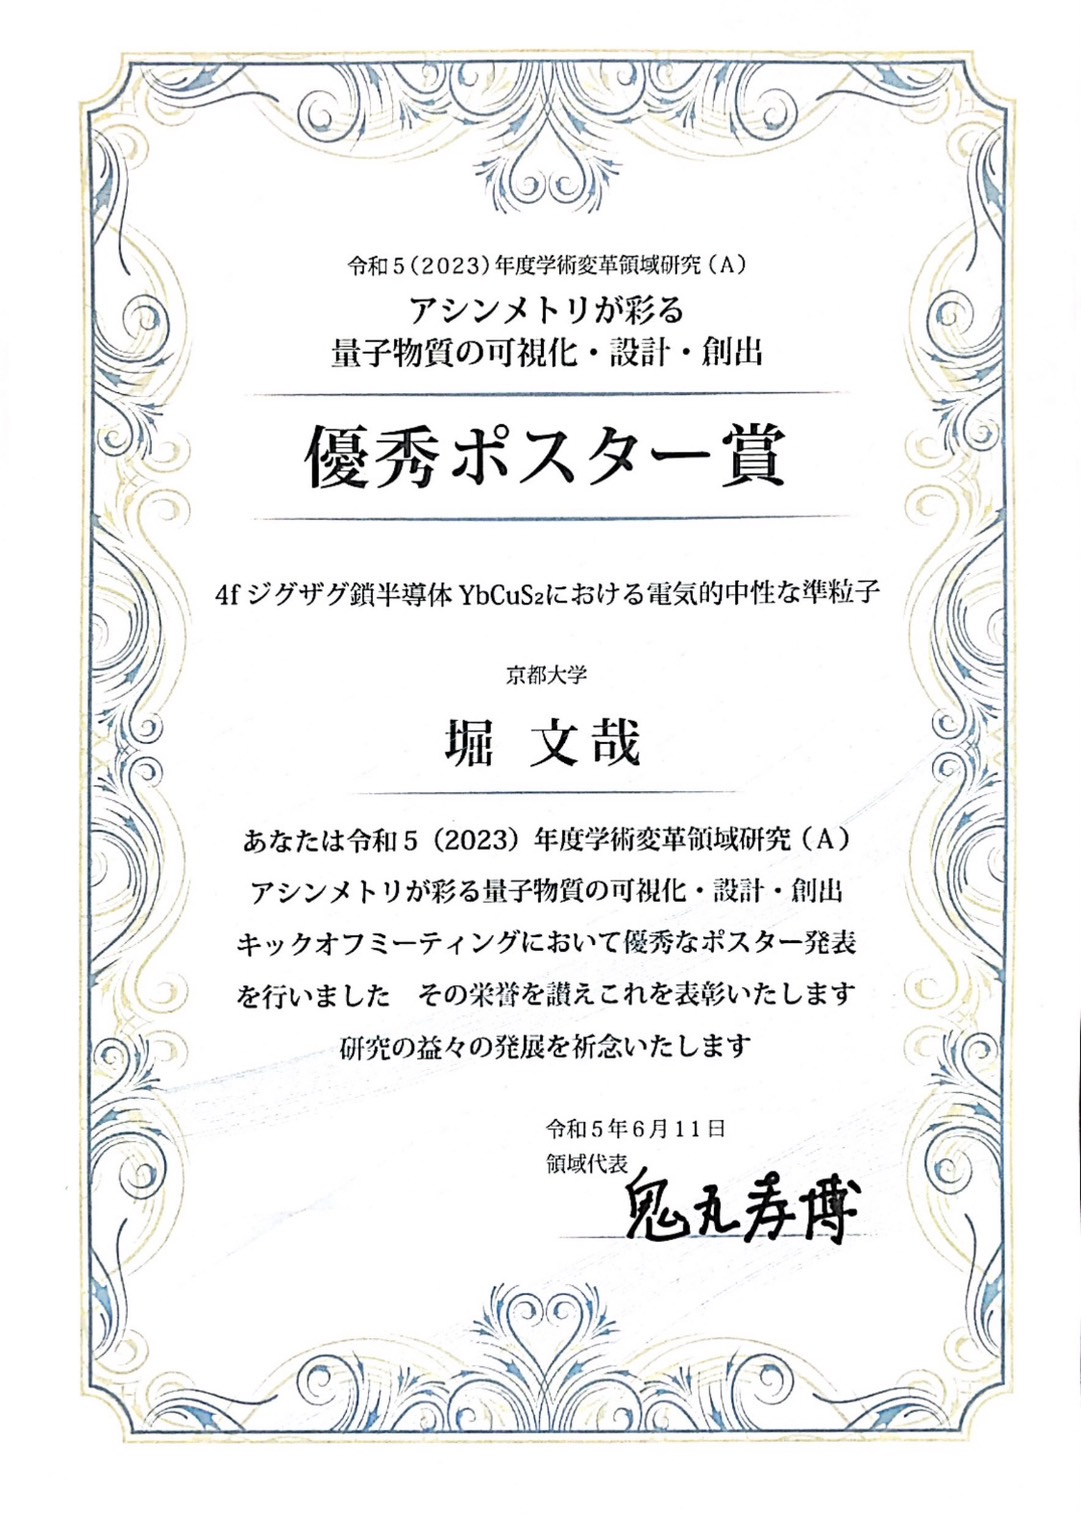 令和5(2023)年度学術変革領域研究(A)
アシンメトリが彩る
量子物質の可視化・設計・創出
優秀ポスター賞
4fジグザグ鎖半導体YbCuS₂における電気的中性な準粒子
京都大学
堀 文哉
あなたは令和5(2023)年度学術変革領域研究(A)
アシンメトリが彩る量子物質の可視化・設計・創出
キックオフミーティングにおいて優秀なポスター発表
を行いました　その栄誉を讃えこれを表彰いたします
研究の益々の発展を祈念いたします
令和5年6月11日
領域代表
鬼丸孝博